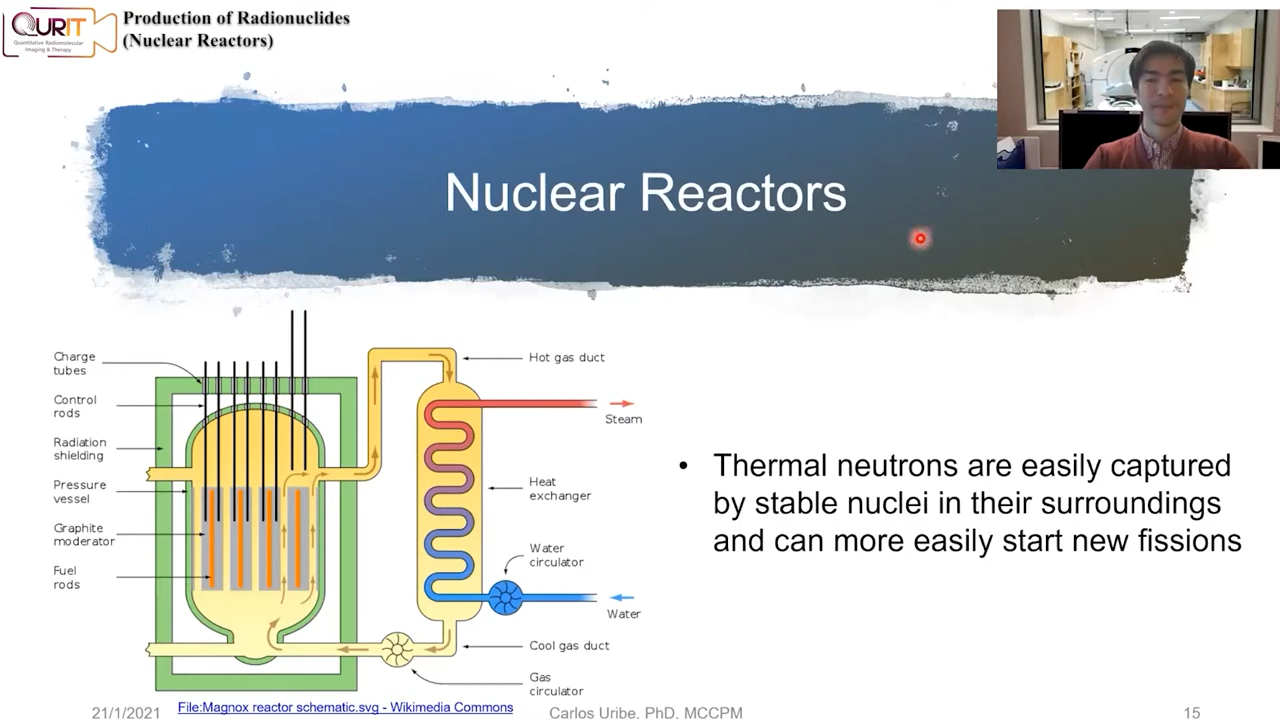 QURIT
Quantitative Radiomolecular
Imaging & Therapy
Production of Radionuclides
(Nuclear Reactors)
Nuclear Reactors
Charge
tubes
Control
rods
Radiation
shielding
Pressure
vessel
Graphite
moderator
Fuel
rods
Hot gas duct
Steam
Heat
exchanger
Water
circulator
Water
Cool gas duct
Gas
circulator
• Thermal neutrons are easily captured
by stable nuclei in their surroundings
and can more easily start new fissions
21/1/2021
File:Magnox reactor schematic.svg - Wikimedia Commons
Carlos Uribe, PhD, MCCPM
15